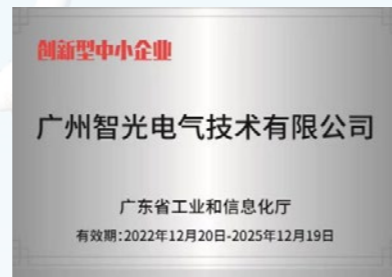 创新型中小企业
广州智光电气技术有限公司
广东省工业和信息化厅
有效期:2022年12月20日-2025年12月19日